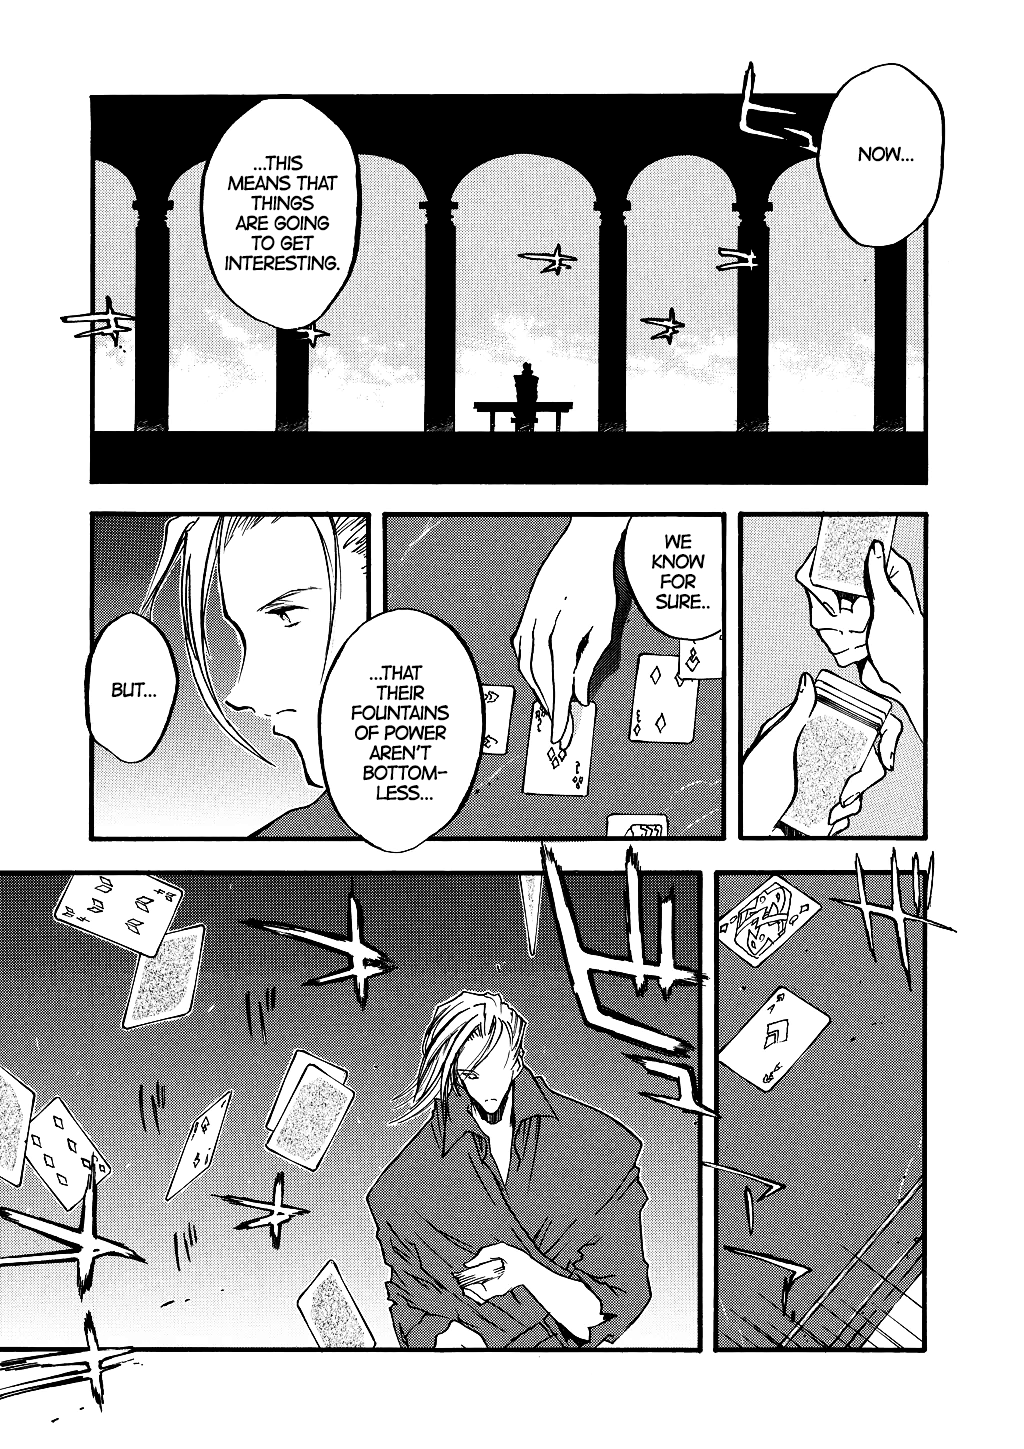 NOW...
...THIS
MEANS THAT
THINGS
ARE GOING
TO GET
INTERESTING.
WE
KNOW
FOR
SURE..
...THAT
THEIR
FOUNTAINS
OF POWER
AREN'T
BOTTOM-
LESS...
BUT...